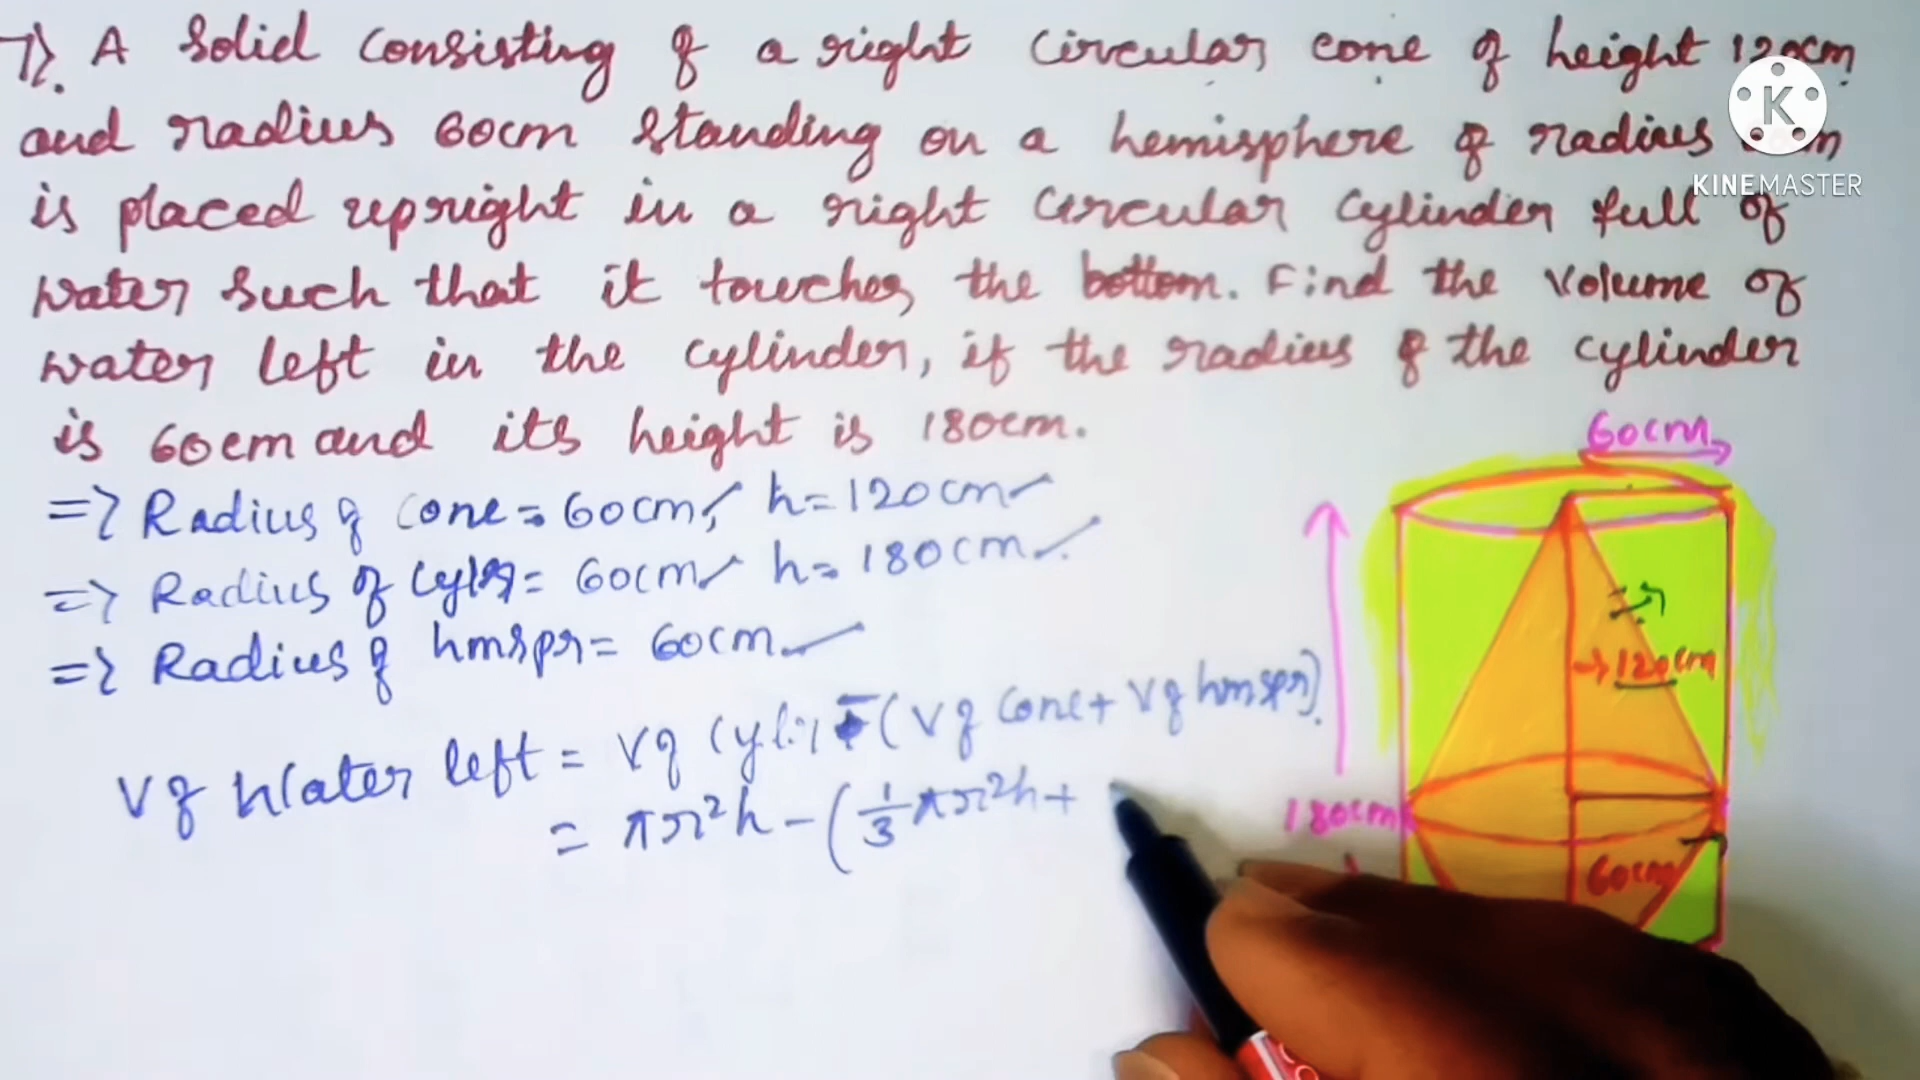 7). A solid consisting of a right circular cone of height 120cm
and radius 60cm standing on a hemisphere of radius
is placed upright in a right circular cylinder full of
water such that it touches the bottom. Find the volume of
water left in the cylinder, if the radius of the cylinder
is 60cm and its height is 180cm.
=> Radius of Cone = 60cm, h = 120cm
=> Radius of = 60cm h = 180cm
=> Radius of hmspr = 60cm
V of Water left = V of - (V of Cone + V of hmspr).
= πr²h - (1/3 πr²h +
60cm
→ 120cm
180cm
60cm
K
KINEMASTER